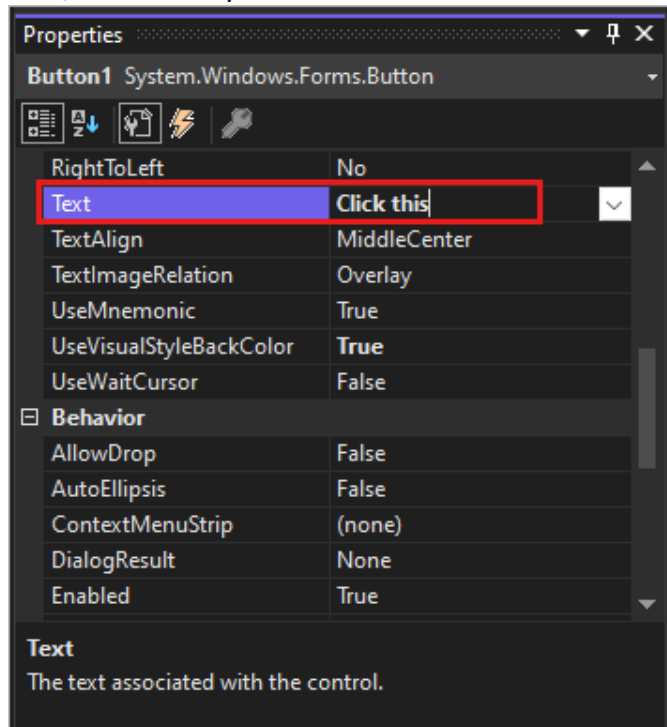 Properties
Button1 System.Windows.Forms.Button
RightToLeft No
Text Click this
TextAlign MiddleCenter
TextImageRelation Overlay
UseMnemonic True
UseVisualStyleBackColor True
UseWaitCursor False
Behavior
AllowDrop False
AutoEllipsis False
ContextMenuStrip (none)
DialogResult None
Enabled True
Text
The text associated with the control.